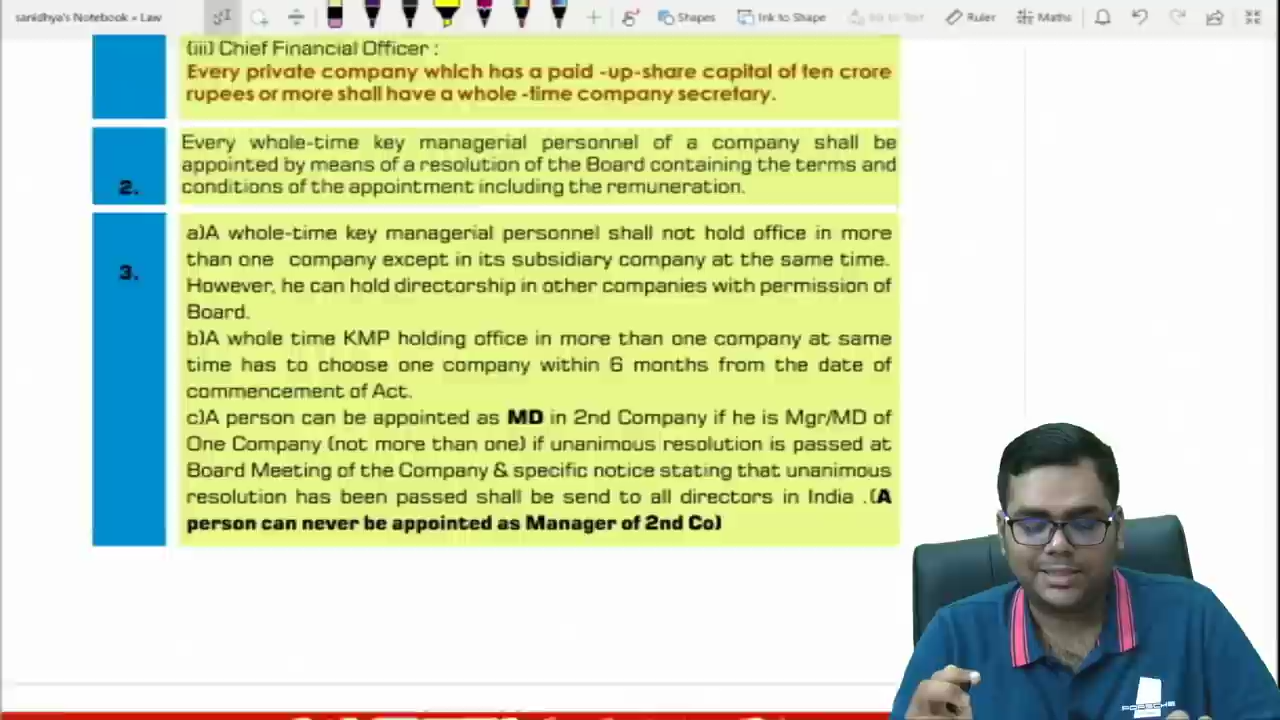 sanidhya's Notebook » Law
Shapes
Ink to Shape
Ink to Text
Ruler
Maths
(iii) Chief Financial Officer :
Every private company which has a paid -up-share capital of ten crore
rupees or more shall have a whole -time company secretary.
2.
Every whole-time key managerial personnel of a company shall be
appointed by means of a resolution of the Board containing the terms and
conditions of the appointment including the remuneration.
3.
a)A whole-time key managerial personnel shall not hold office in more
than one company except in its subsidiary company at the same time.
However, he can hold directorship in other companies with permission of
Board.
b)A whole time KMP holding office in more than one company at same
time has to choose one company within 6 months from the date of
commencement of Act.
c)A person can be appointed as MD in 2nd Company if he is Mgr/MD of
One Company (not more than one) if unanimous resolution is passed at
Board Meeting of the Company & specific notice stating that unanimous
resolution has been passed shall be send to all directors in India .(A
person can never be appointed as Manager of 2nd Co)
PORSCHE